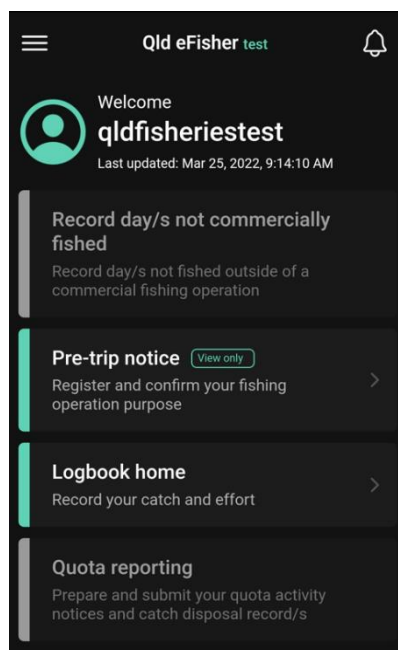 Qld eFisher test
Welcome
qldfisheriestest
Last updated: Mar 25, 2022, 9:14:10 AM
Record day/s not commercially
fished
Record day/s not fished outside of a
commercial fishing operation
Pre-trip notice View only
Register and confirm your fishing
operation purpose
Logbook home
Record your catch and effort
Quota reporting
Prepare and submit your quota activity
notices and catch disposal record/s